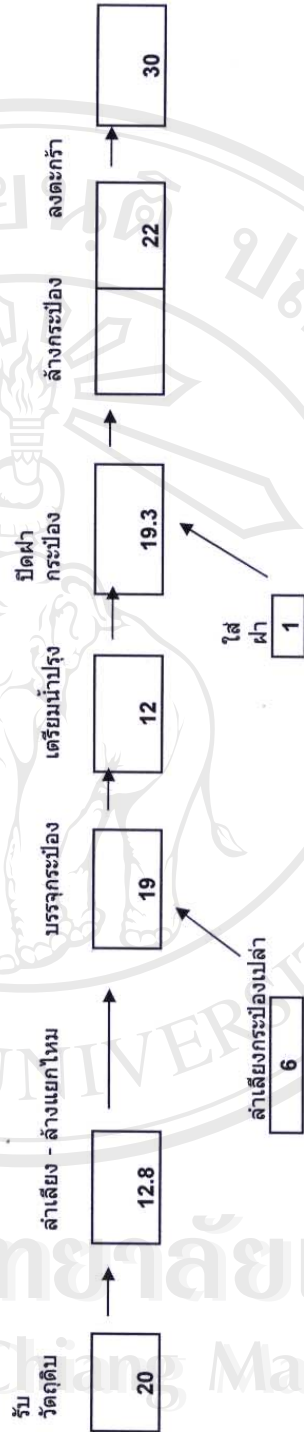 รับ
วัตถุดิบ
20
ลำเลียง - ล้างแยกไหม
12.8
ลำเลียงกระป๋องเปล่า
6
บรรจุกระป๋อง
19
เตรียมน้ำปรุง
12
ใส่
ฝา
1
ปิดฝา
กระป๋อง
19.3
ล้างกระป๋อง
22
ลงตะกร้า
30